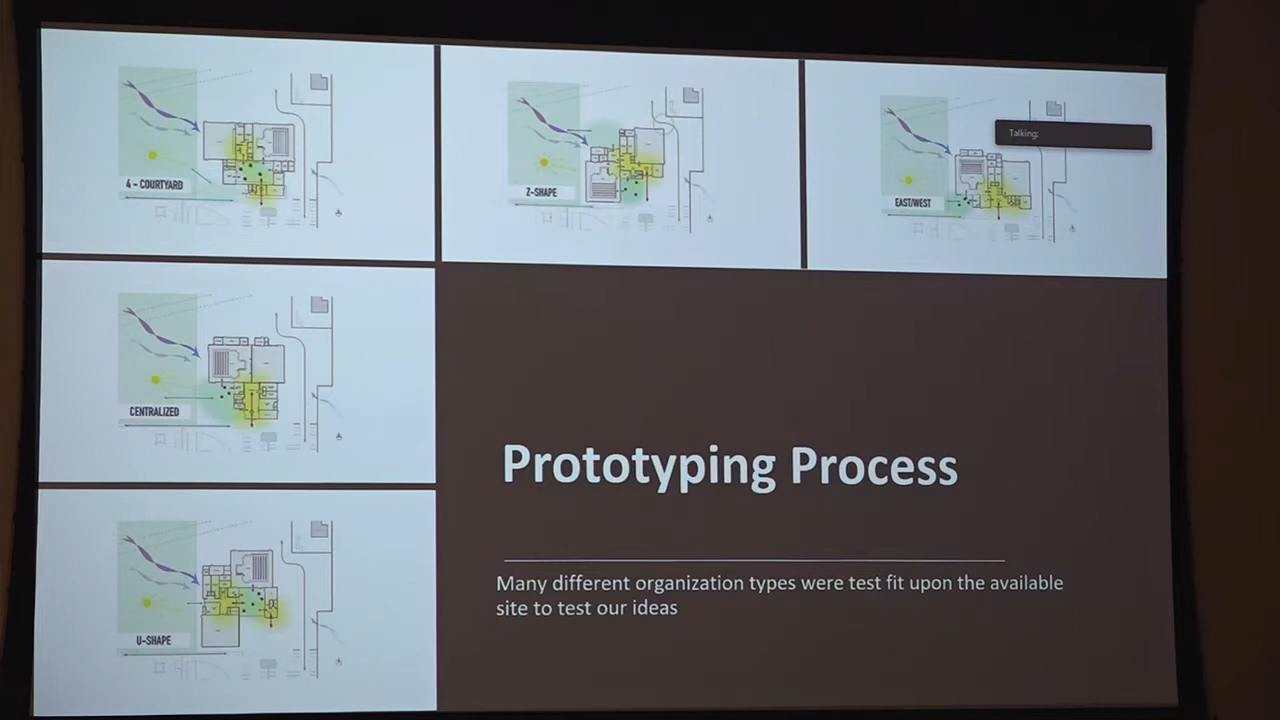 4 - COURTYARD
Z-SHAPE
EAST/WEST
Talking:
CENTRALIZED
U-SHAPE
Prototyping Process
Many different organization types were test fit upon the available
site to test our ideas